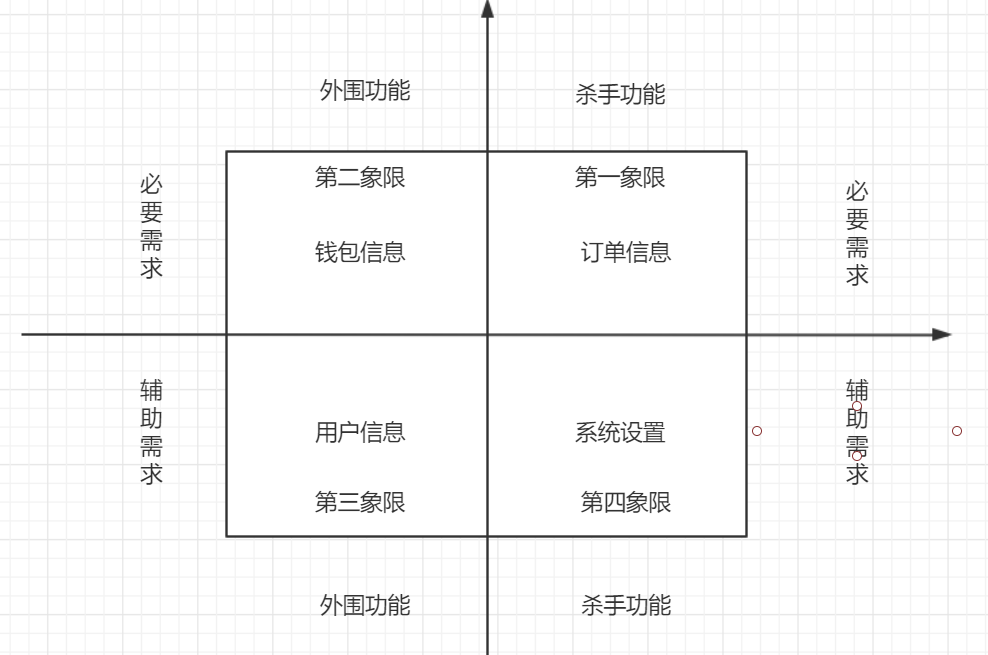 外围功能
杀手功能
第二象限
第一象限
必要需求
必要需求
钱包信息
订单信息
辅助需求
辅助需求
用户信息
系统设置
第三象限
第四象限
外围功能
杀手功能